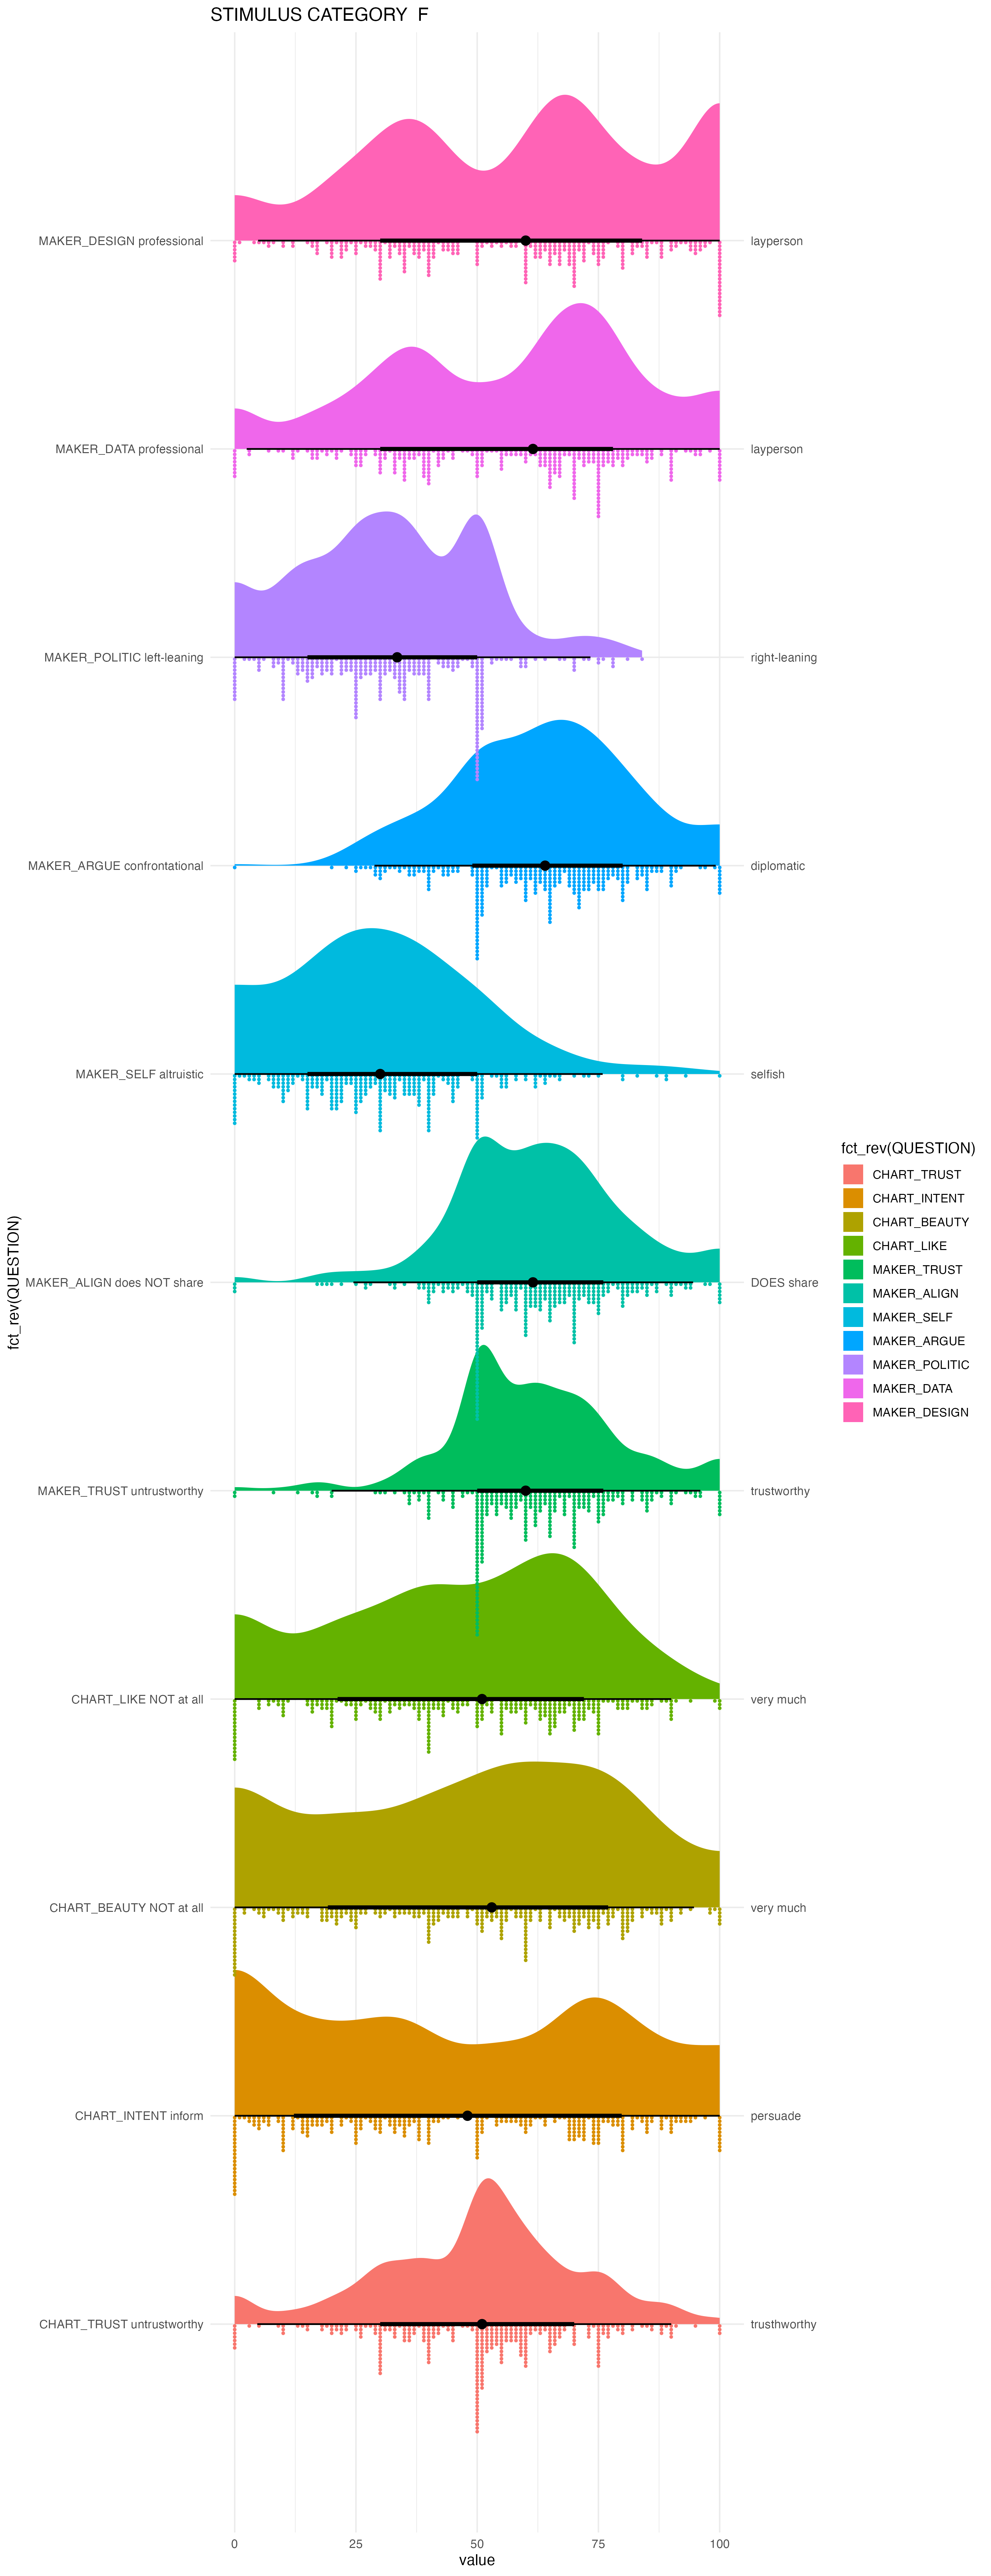 STIMULUS CATEGORY  F
MAKER_DESIGN professional
layperson
MAKER_DATA professional
layperson
MAKER_POLITIC left-leaning
right-leaning
MAKER_ARGUE confrontational
diplomatic
MAKER_SELF altruistic
selfish
MAKER_ALIGN does NOT share
DOES share
MAKER_TRUST untrustworthy
trustworthy
CHART_LIKE NOT at all
very much
CHART_BEAUTY NOT at all
very much
CHART_INTENT inform
persuade
CHART_TRUST untrustworthy
trusthworthy
0
25
50
75
100
value
fct_rev(QUESTION)
fct_rev(QUESTION)
CHART_TRUST
CHART_INTENT
CHART_BEAUTY
CHART_LIKE
MAKER_TRUST
MAKER_ALIGN
MAKER_SELF
MAKER_ARGUE
MAKER_POLITIC
MAKER_DATA
MAKER_DESIGN